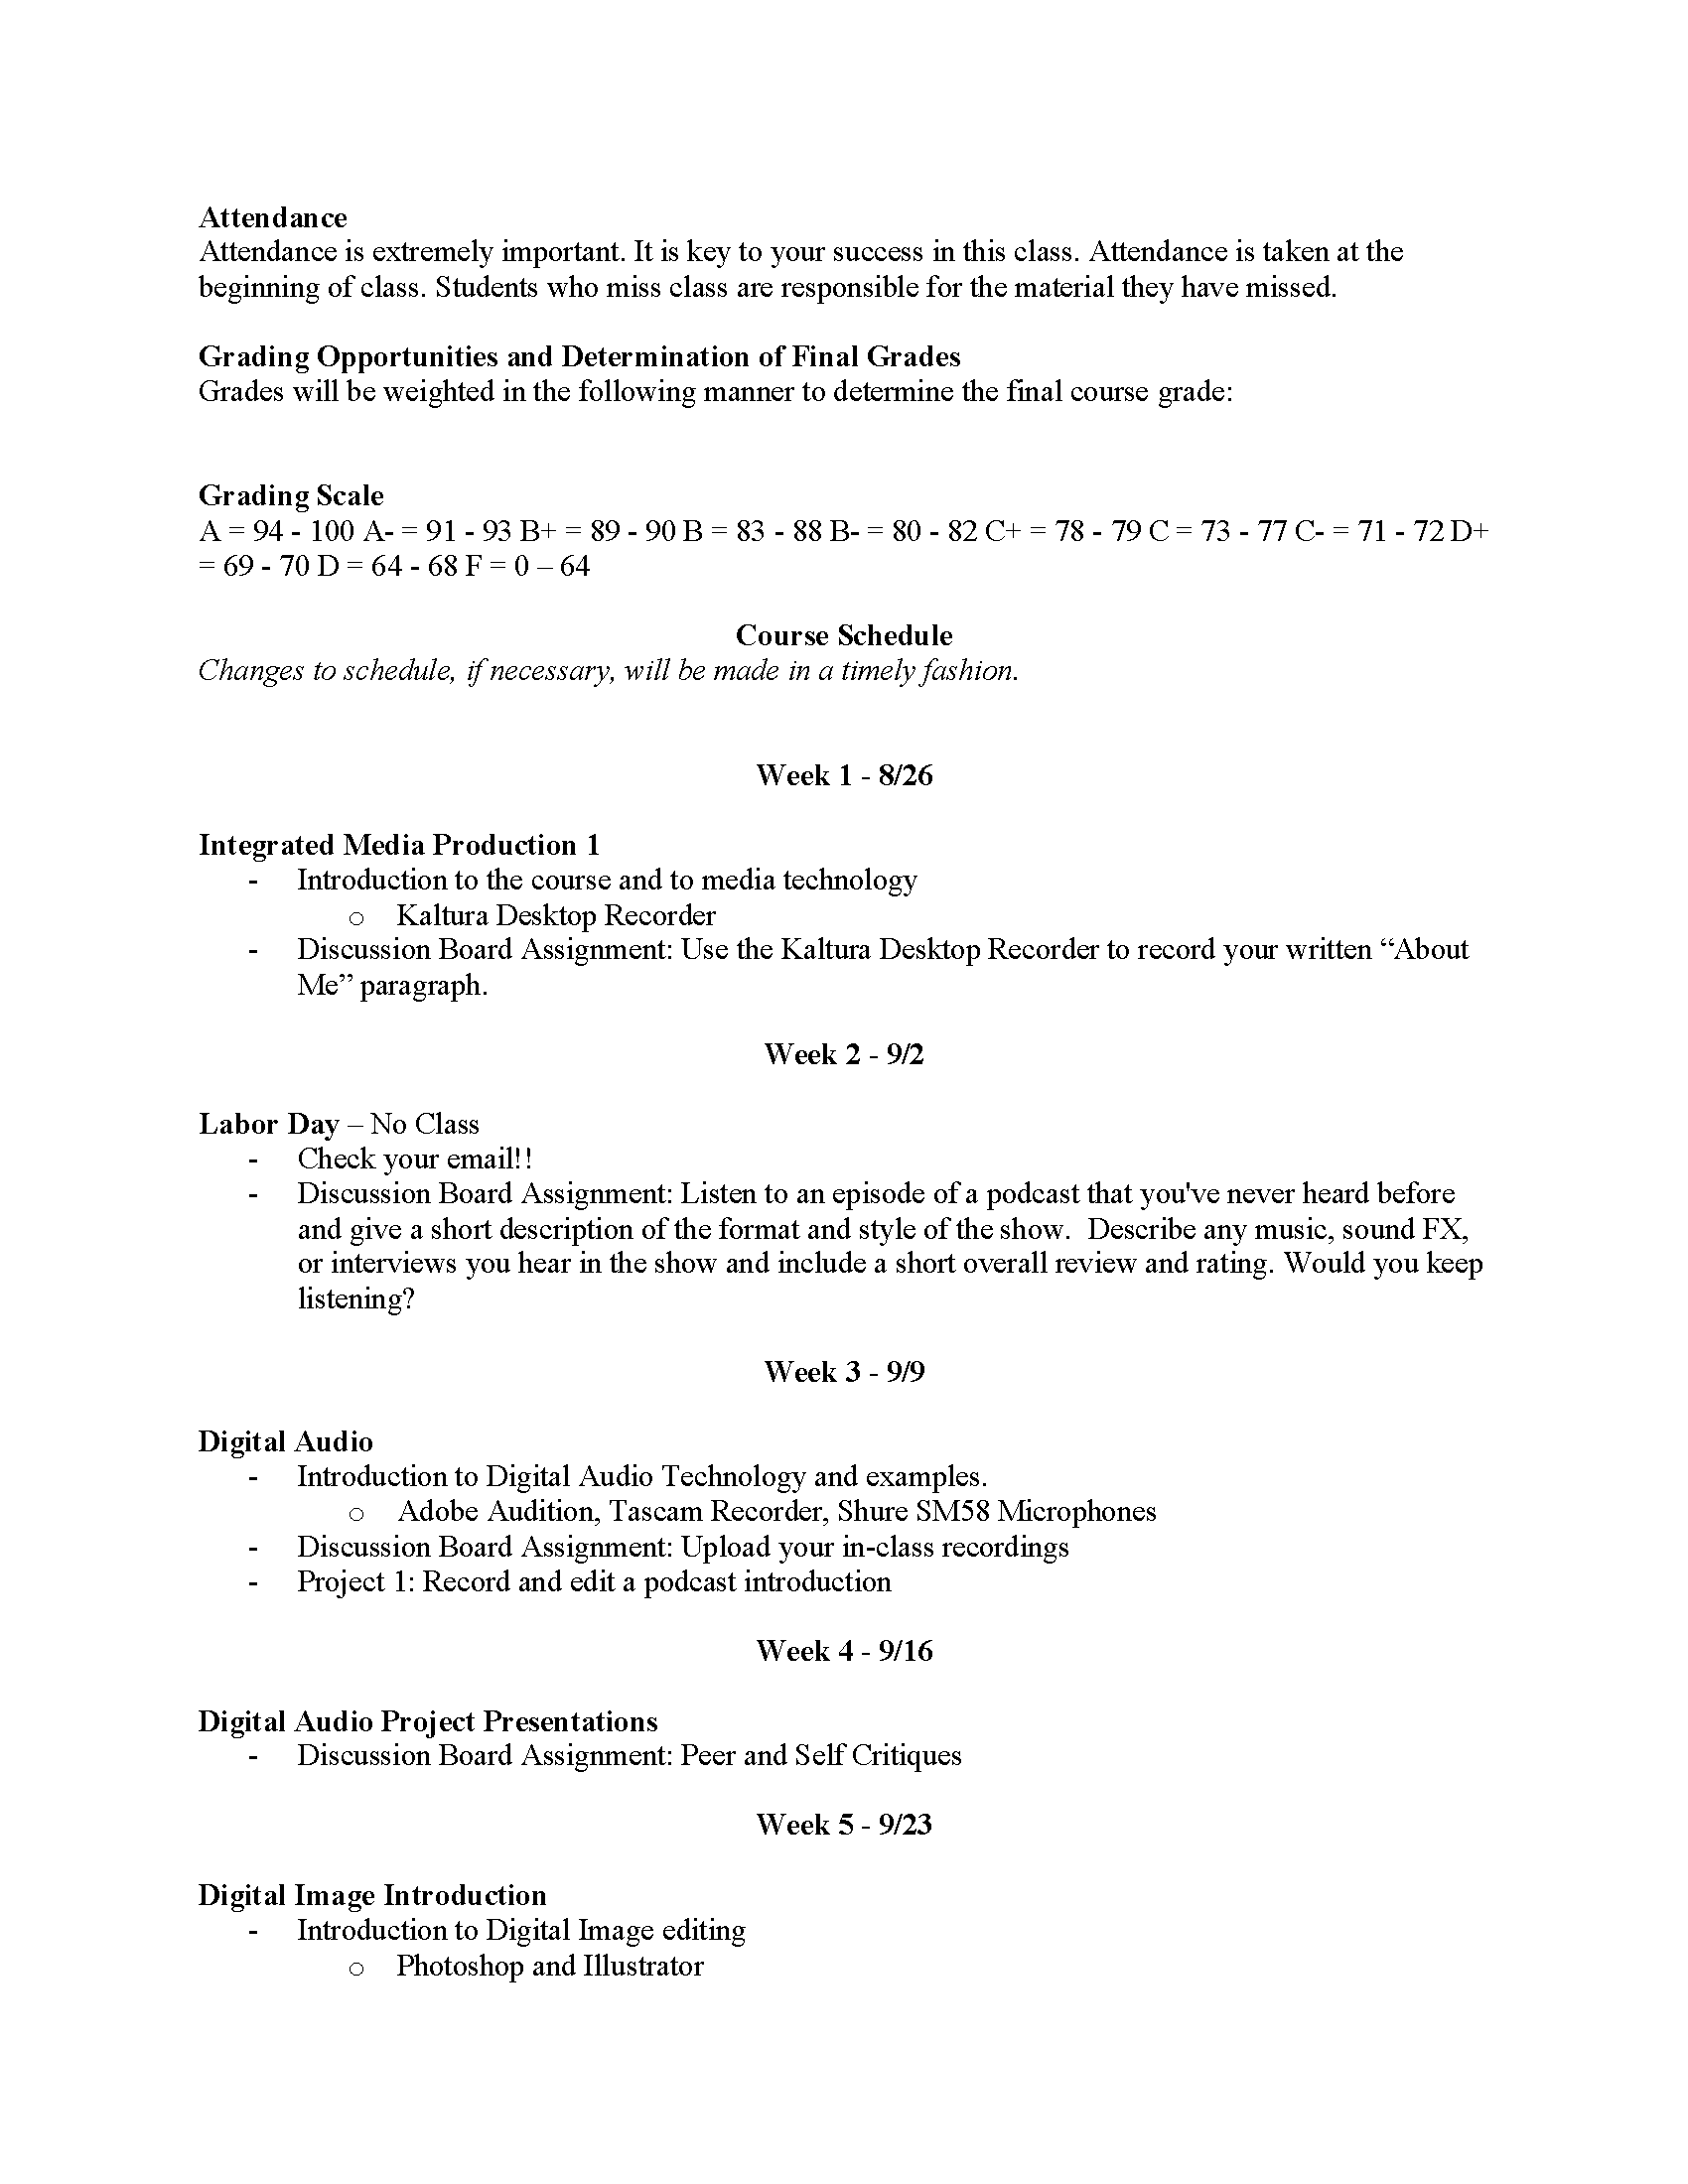 Attendance
Attendance is extremely important. It is key to your success in this class. Attendance is taken at the
beginning of class. Students who miss class are responsible for the material they have missed.
Grading Opportunities and Determination of Final Grades
Grades will be weighted in the following manner to determine the final course grade:
Grading Scale
A = 94 - 100 A- = 91 - 93 B+ = 89 - 90 B = 83 - 88 B- = 80 - 82 C+ = 78 - 79 C = 73 - 77 C- = 71 - 72 D+
= 69 - 70 D = 64 - 68 F = 0 – 64
Course Schedule
Changes to schedule, if necessary, will be made in a timely fashion.
Week 1 - 8/26
Integrated Media Production 1
- Introduction to the course and to media technology
o Kaltura Desktop Recorder
- Discussion Board Assignment: Use the Kaltura Desktop Recorder to record your written “About
Me” paragraph.
Week 2 - 9/2
Labor Day – No Class
- Check your email!!
- Discussion Board Assignment: Listen to an episode of a podcast that you've never heard before
and give a short description of the format and style of the show.  Describe any music, sound FX,
or interviews you hear in the show and include a short overall review and rating. Would you keep
listening?
Week 3 - 9/9
Digital Audio
- Introduction to Digital Audio Technology and examples.
o Adobe Audition, Tascam Recorder, Shure SM58 Microphones
- Discussion Board Assignment: Upload your in-class recordings
- Project 1: Record and edit a podcast introduction
Week 4 - 9/16
Digital Audio Project Presentations
- Discussion Board Assignment: Peer and Self Critiques
Week 5 - 9/23
Digital Image Introduction
- Introduction to Digital Image editing
o Photoshop and Illustrator